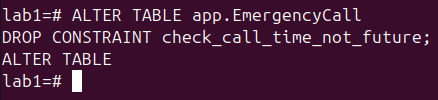 lab1=# ALTER TABLE app.EmergencyCall
DROP CONSTRAINT check_call_time_not_future;
ALTER TABLE
lab1=#